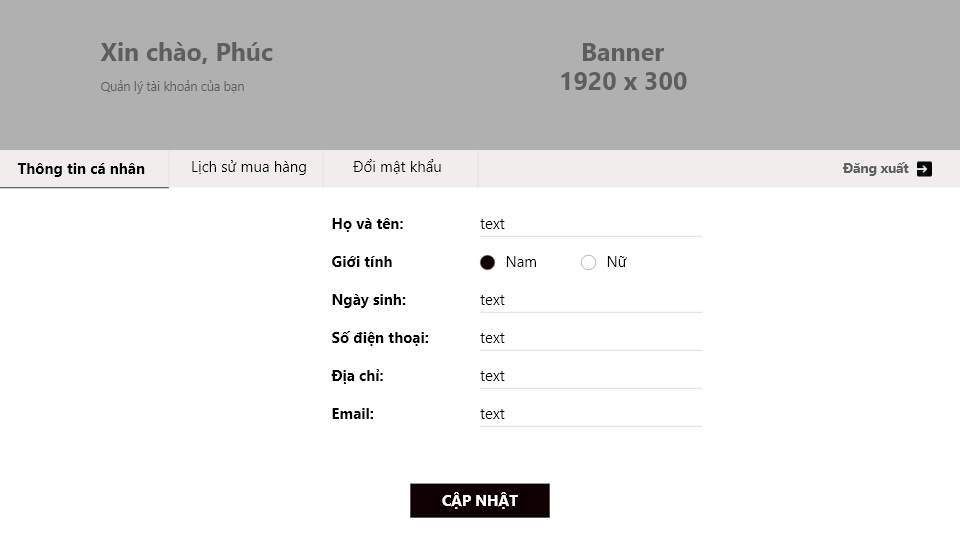 Xin chào, Phúc
Quản lý tài khoản của bạn
Banner
1920 x 300
Thông tin cá nhân
Lịch sử mua hàng
Đổi mật khẩu
Đăng xuất
Họ và tên: text
Giới tính Nam Nữ
Ngày sinh: text
Số điện thoại: text
Địa chỉ: text
Email: text
CẬP NHẬT